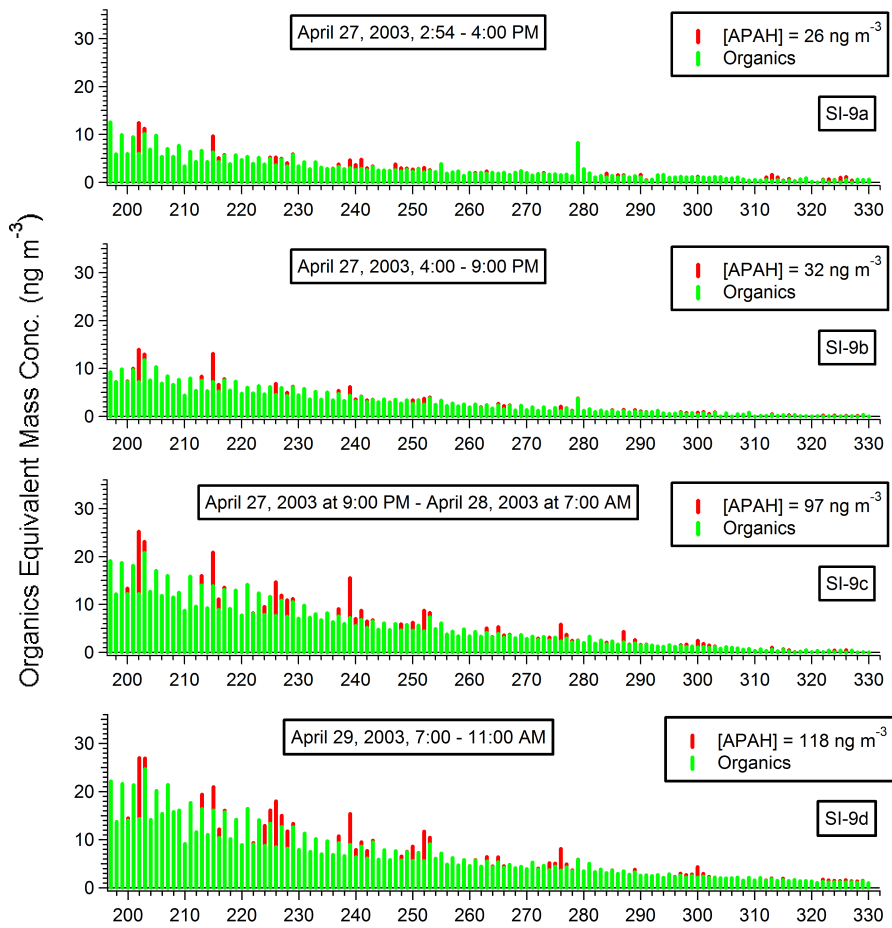 Organics Equivalent Mass Conc. (ng m⁻³)
April 27, 2003, 2:54 - 4:00 PM
[APAH] = 26 ng m⁻³
Organics
SI-9a
30
20
10
0
200 210 220 230 240 250 260 270 280 290 300 310 320 330
April 27, 2003, 4:00 - 9:00 PM
[APAH] = 32 ng m⁻³
Organics
SI-9b
30
20
10
0
200 210 220 230 240 250 260 270 280 290 300 310 320 330
April 27, 2003 at 9:00 PM - April 28, 2003 at 7:00 AM
[APAH] = 97 ng m⁻³
Organics
SI-9c
30
20
10
0
200 210 220 230 240 250 260 270 280 290 300 310 320 330
April 29, 2003, 7:00 - 11:00 AM
[APAH] = 118 ng m⁻³
Organics
SI-9d
30
20
10
0
200 210 220 230 240 250 260 270 280 290 300 310 320 330